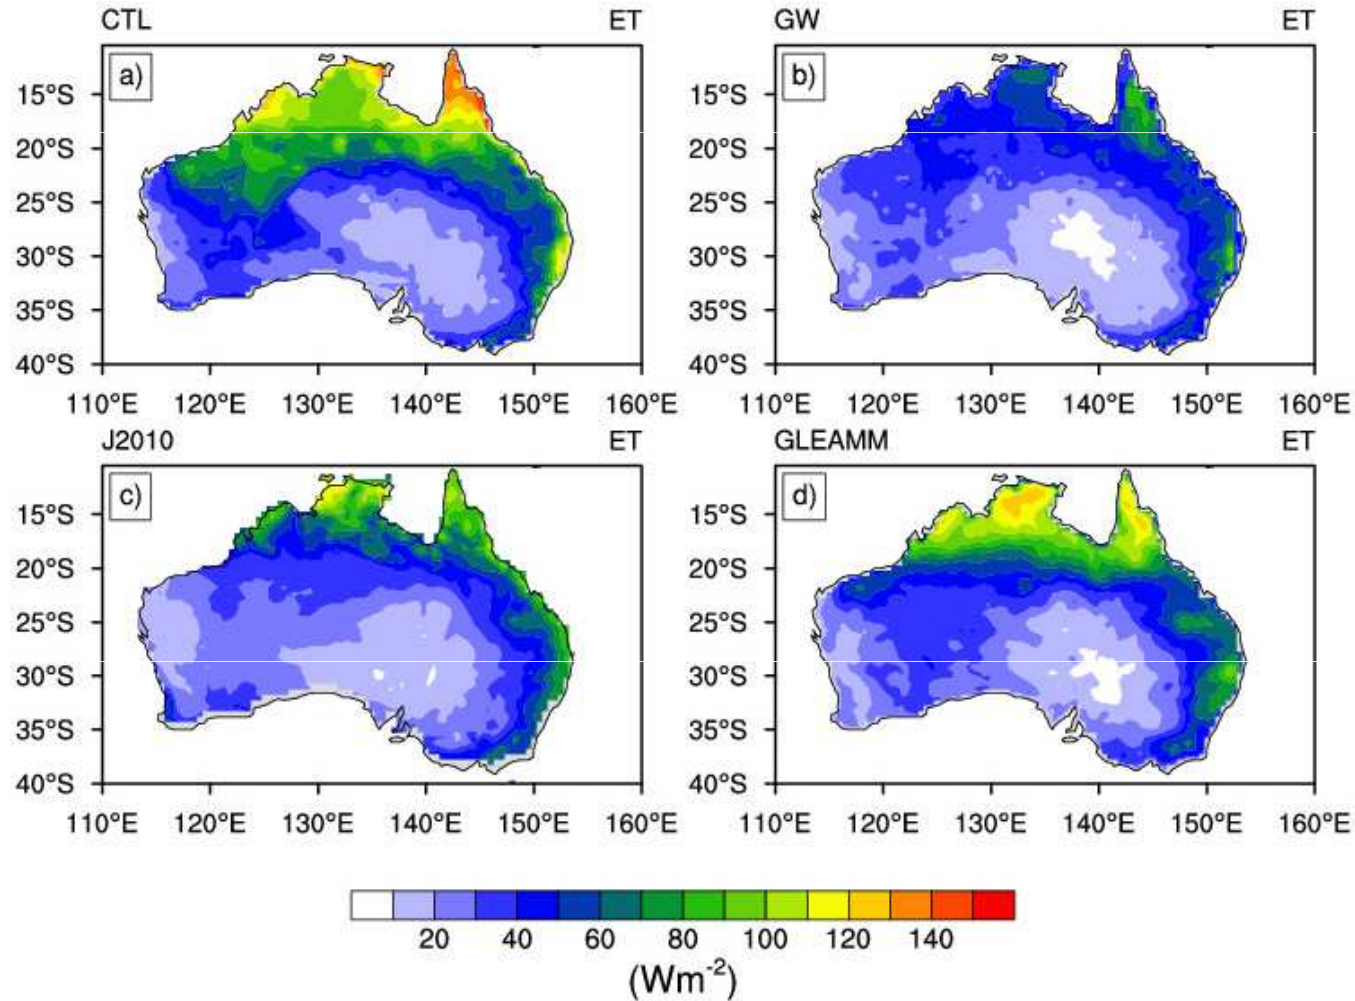 CTL ET GW ET
a) b)
15°S 15°S
20°S 20°S
25°S 25°S
30°S 30°S
35°S 35°S
40°S 40°S
110°E 120°E 130°E 140°E 150°E 160°E 110°E 120°E 130°E 140°E 150°E 160°E
J2010 ET GLEAMM ET
c) d)
15°S 15°S
20°S 20°S
25°S 25°S
30°S 30°S
35°S 35°S
40°S 40°S
110°E 120°E 130°E 140°E 150°E 160°E 110°E 120°E 130°E 140°E 150°E 160°E
20 40 60 80 100 120 140
(Wm⁻²)